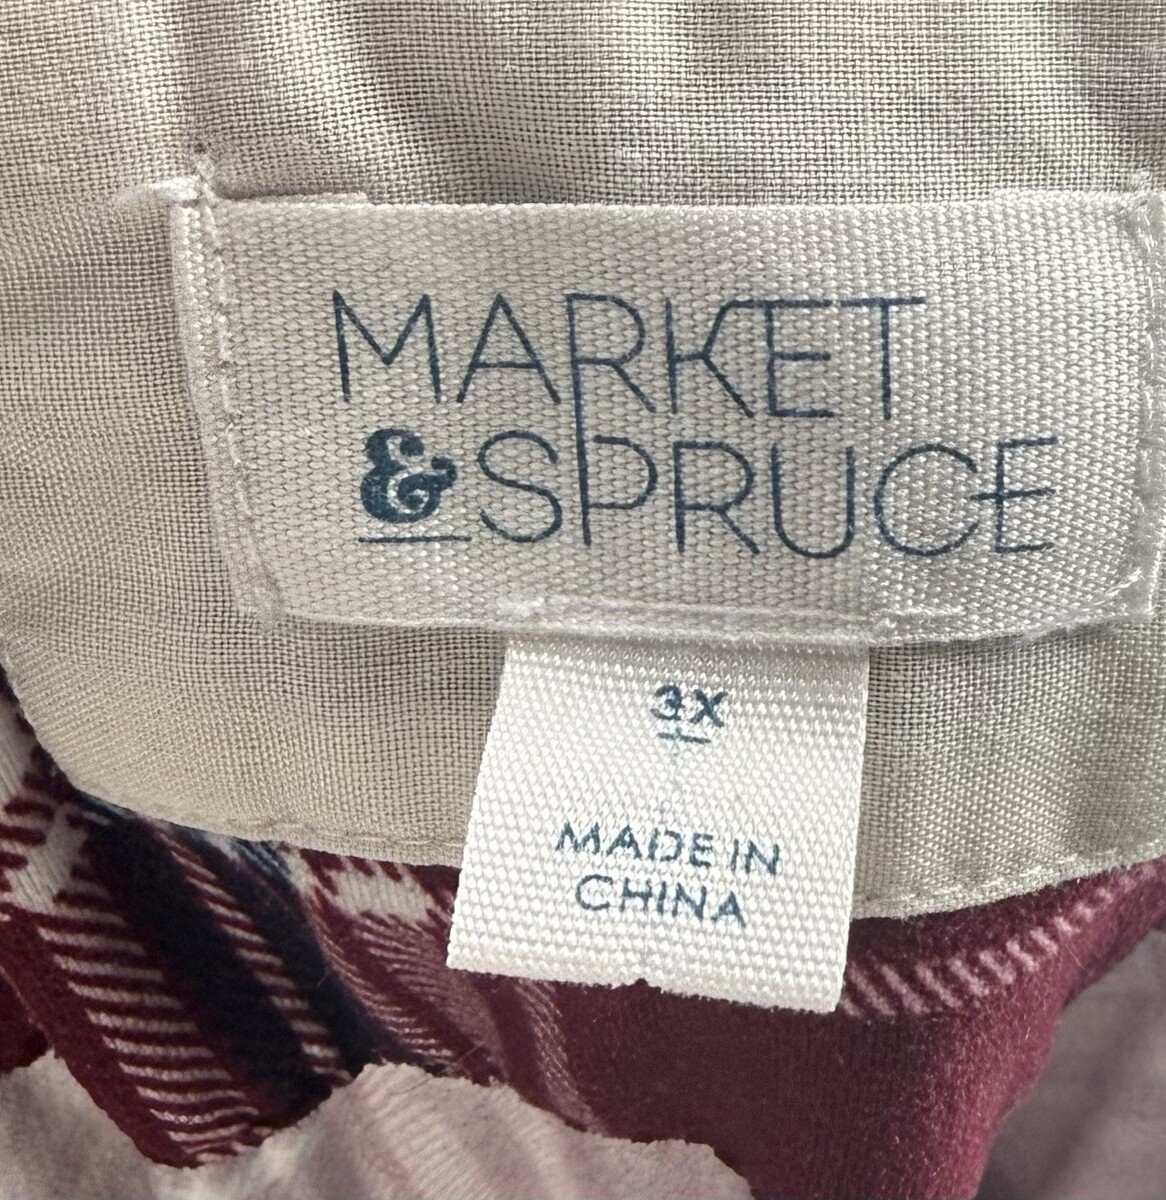 MARKET
& SPRUCE
3X
MADE IN
CHINA